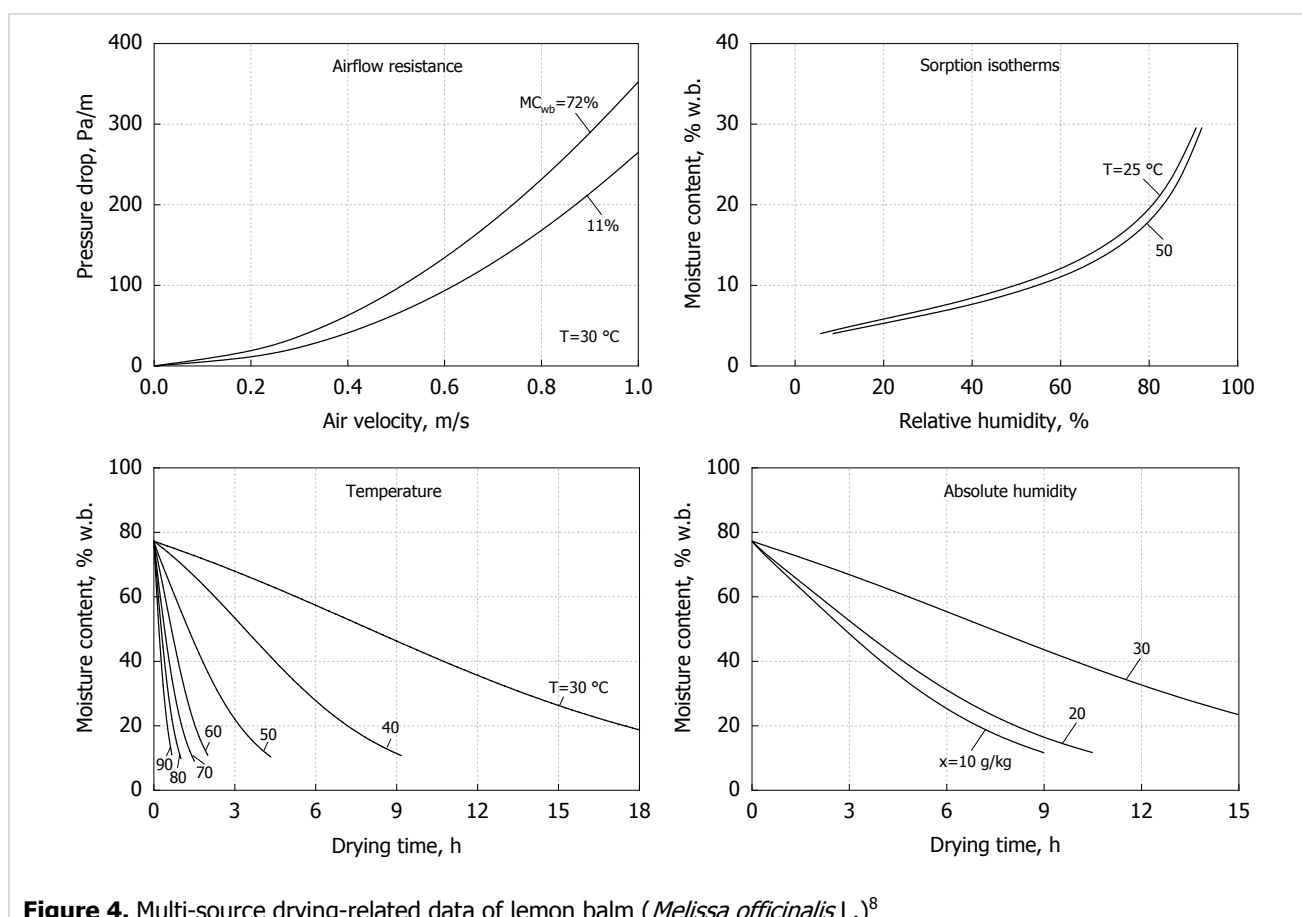 400
300
200
100
0
Pressure drop, Pa/m
Airflow resistance
MCwb=72%
11%
T=30 °C
0.0 0.2 0.4 0.6 0.8 1.0
Air velocity, m/s
40
30
20
10
0
Moisture content, % w.b.
Sorption isotherms
T=25 °C
50
0 20 40 60 80 100
Relative humidity, %
100
80
60
40
20
0
Moisture content, % w.b.
Temperature
T=30 °C
40
50
60
70
80
90
0 3 6 9 12 15 18
Drying time, h
100
80
60
40
20
0
Moisture content, % w.b.
Absolute humidity
30
20
x=10 g/kg
0 3 6 9 12 15
Drying time, h
Figure 4. Multi-source drying-related data of lemon balm (Melissa officinalis L.)8